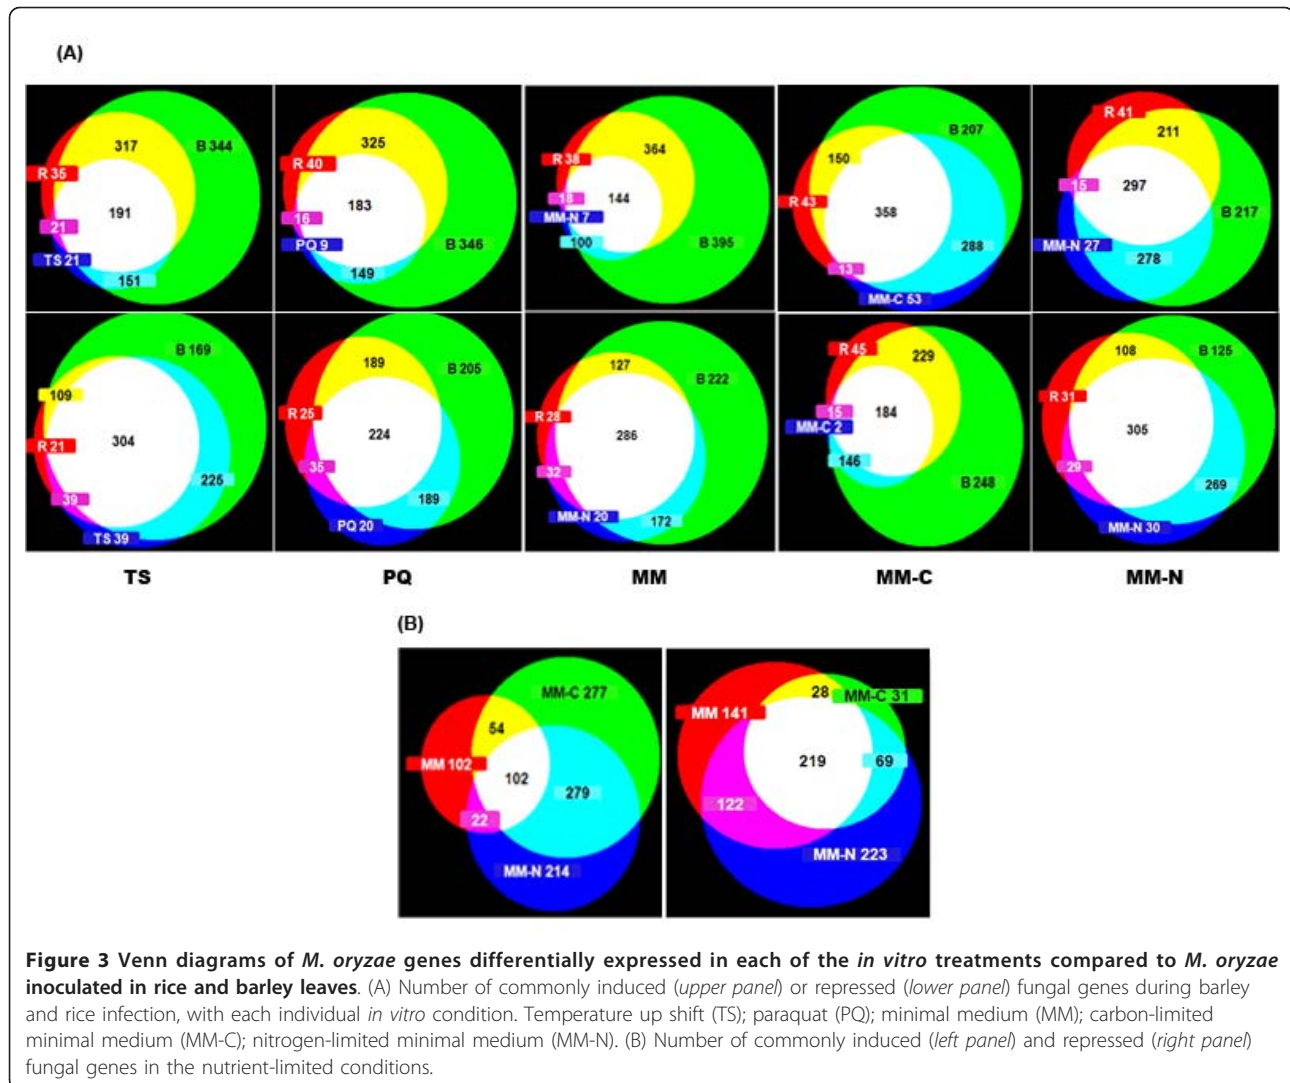 (A)
317
B 344
R 35
191
21
TS 21
151
325
R 40
183
16
PQ 9
B 346
149
R 38
364
18
144
MM-N 7
100
B 395
B 207
150
R 43
358
288
13
MM-C 53
R 41
211
15
297
B 217
MM-N 27
278
B 169
109
R 21
304
225
39
TS 39
189
B 205
R 25
224
35
189
PQ 20
127
B 222
R 28
286
32
MM-N 20
172
R 45
229
15
184
MM-C 2
146
B 248
108
B 125
R 31
305
29
269
MM-N 30
TS PQ MM MM-C MM-N
(B)
MM-C 277
54
MM 102
102
279
22
MM-N 214
28
MM-C 31
MM 141
219
69
122
MM-N 223
Figure 3 Venn diagrams of M. oryzae genes differentially expressed in each of the in vitro treatments compared to M. oryzae
inoculated in rice and barley leaves. (A) Number of commonly induced (upper panel) or repressed (lower panel) fungal genes during barley
and rice infection, with each individual in vitro condition. Temperature up shift (TS); paraquat (PQ); minimal medium (MM); carbon-limited
minimal medium (MM-C); nitrogen-limited minimal medium (MM-N). (B) Number of commonly induced (left panel) and repressed (right panel)
fungal genes in the nutrient-limited conditions.